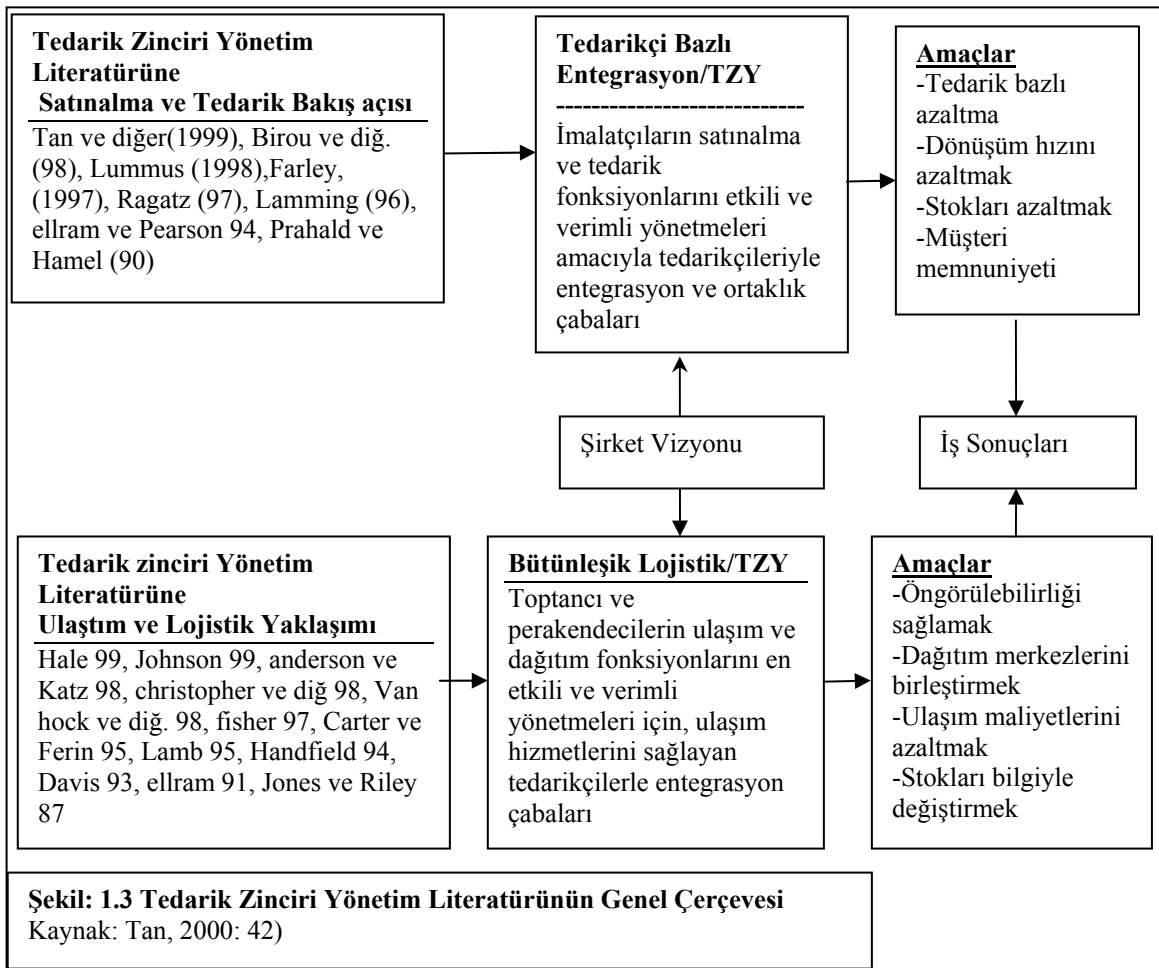 Tedarik Zinciri Yönetim
Literatürüne
Satınalma ve Tedarik Bakış açısı
Tan ve diğer(1999), Birou ve diğ.
(98), Lummus (1998),Farley,
(1997), Ragatz (97), Lamming (96),
ellram ve Pearson 94, Prahald ve
Hamel (90)
Tedarikçi Bazlı
Entegrasyon/TZY
----------------------------
İmalatçıların satınalma
ve tedarik
fonksiyonlarını etkili ve
verimli yönetmeleri
amacıyla tedarikçileriyle
entegrasyon ve ortaklık
çabaları
Amaçlar
-Tedarik bazlı
azaltma
-Dönüşüm hızını
azaltmak
-Stokları azaltmak
-Müşteri
memnuniyeti
Şirket Vizyonu
İş Sonuçları
Tedarik zinciri Yönetim
Literatürüne
Ulaştım ve Lojistik Yaklaşımı
Hale 99, Johnson 99, anderson ve
Katz 98, christopher ve diğ 98, Van
hock ve diğ. 98, fisher 97, Carter ve
Ferin 95, Lamb 95, Handfield 94,
Davis 93, ellram 91, Jones ve Riley
87
Bütünleşik Lojistik/TZY
Toptancı ve
perakendecilerin ulaşım ve
dağıtım fonksiyonlarını en
etkili ve verimli
yönetmeleri için, ulaşım
hizmetlerini sağlayan
tedarikçilerle entegrasyon
çabaları
Amaçlar
-Öngörülebilirliği
sağlamak
-Dağıtım merkezlerini
birleştirmek
-Ulaşım maliyetlerini
azaltmak
-Stokları bilgiyle
değiştirmek
Şekil: 1.3 Tedarik Zinciri Yönetim Literatürünün Genel Çerçevesi
Kaynak: Tan, 2000: 42)